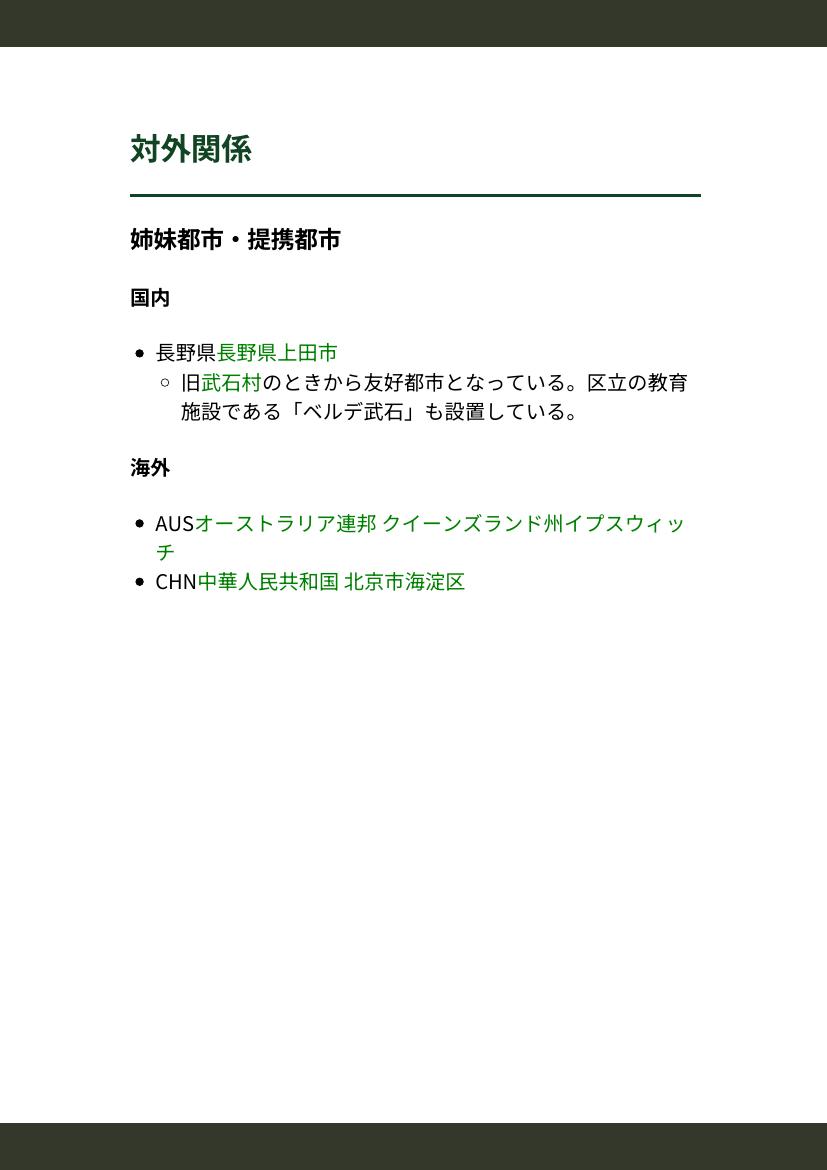 対外関係
姉妹都市・提携都市
国内
長野県長野県上田市
旧武石村のときから友好都市となっている。区立の教育
施設である「ベルデ武石」も設置している。
海外
AUSオーストラリア連邦 クイーンズランド州イプスウィッ
チ
CHN中華人民共和国 北京市海淀区